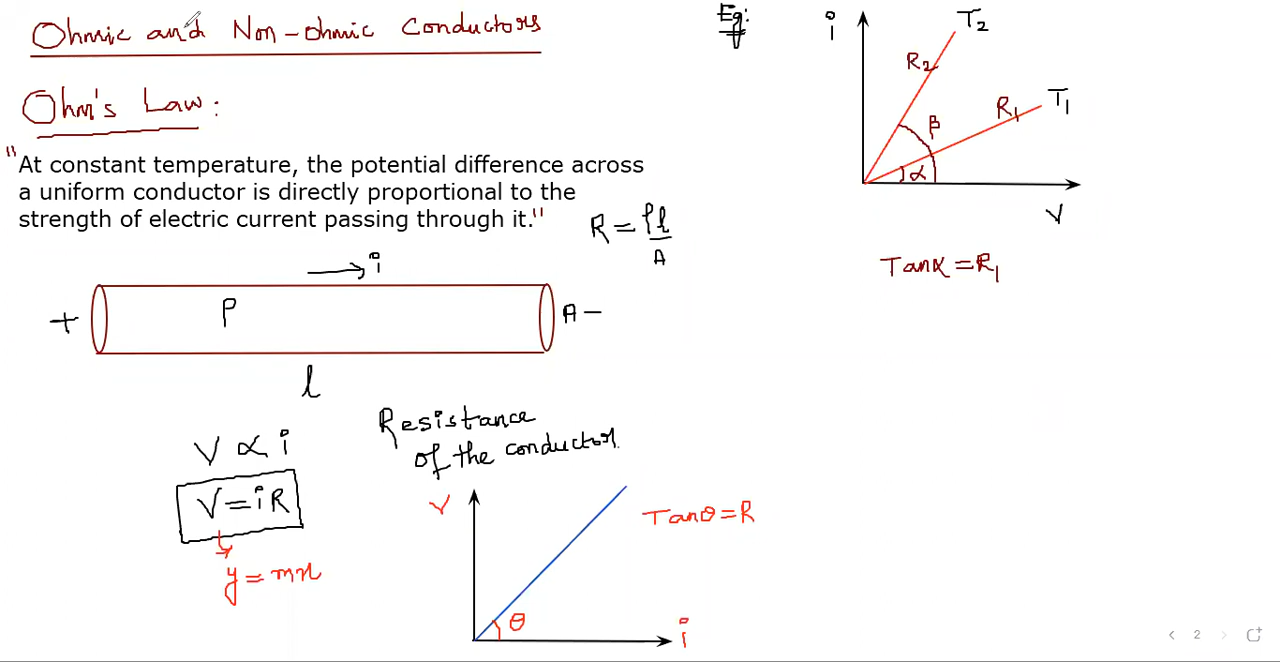 Ohmic and Non-ohmic Conductors
Ohm's Law:
"At constant temperature, the potential difference across
a uniform conductor is directly proportional to the
strength of electric current passing through it."
R = ρl/A
i
+ ρ A -
l
V ∝ i
V = iR
y = mx
Resistance
of the conductor.
V
Tanθ = R
θ
i
Eg:
i
T2
R2
T1
R1
β
α
V
Tanα = R1
2